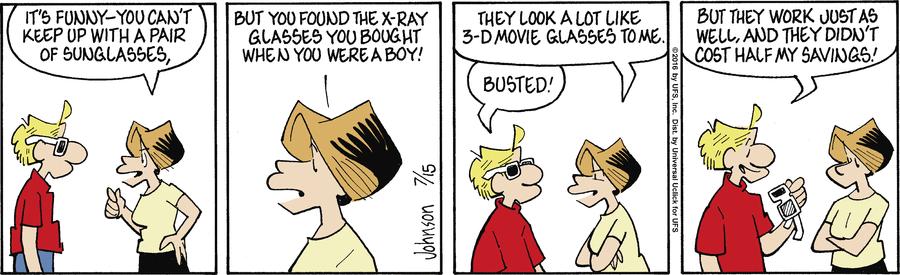 IT'S FUNNY—YOU CAN'T
KEEP UP WITH A PAIR
OF SUNGLASSES,
BUT YOU FOUND THE X-RAY
GLASSES YOU BOUGHT
WHEN YOU WERE A BOY!
Johnson 7/15
THEY LOOK A LOT LIKE
3-D MOVIE GLASSES TO ME.
BUSTED!
©2016 by UFS, Inc. Dist. by Universal Uclick for UFS
BUT THEY WORK JUST AS
WELL, AND THEY DIDN'T
COST HALF MY SAVINGS!